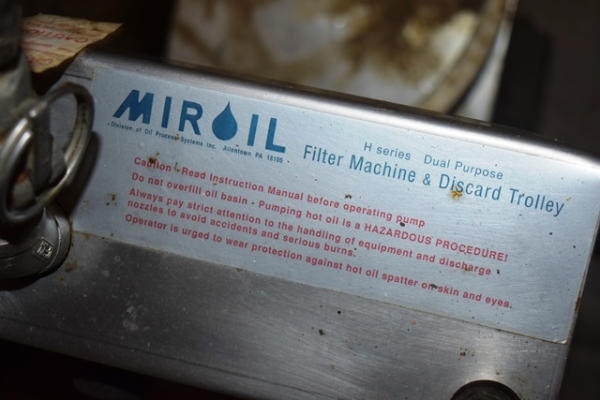 MIROIL
Division of Oil Process Systems Inc. Allentown PA 18106
H series Dual Purpose
Filter Machine & Discard Trolley
Caution - Read Instruction Manual before operating pump
Do not overfill oil basin - Pumping hot oil is a HAZARDOUS PROCEDURE!
Always pay strict attention to the handling of equipment and discharge
nozzles to avoid accidents and serious burns.
Operator is urged to wear protection against hot oil spatter on skin and eyes.